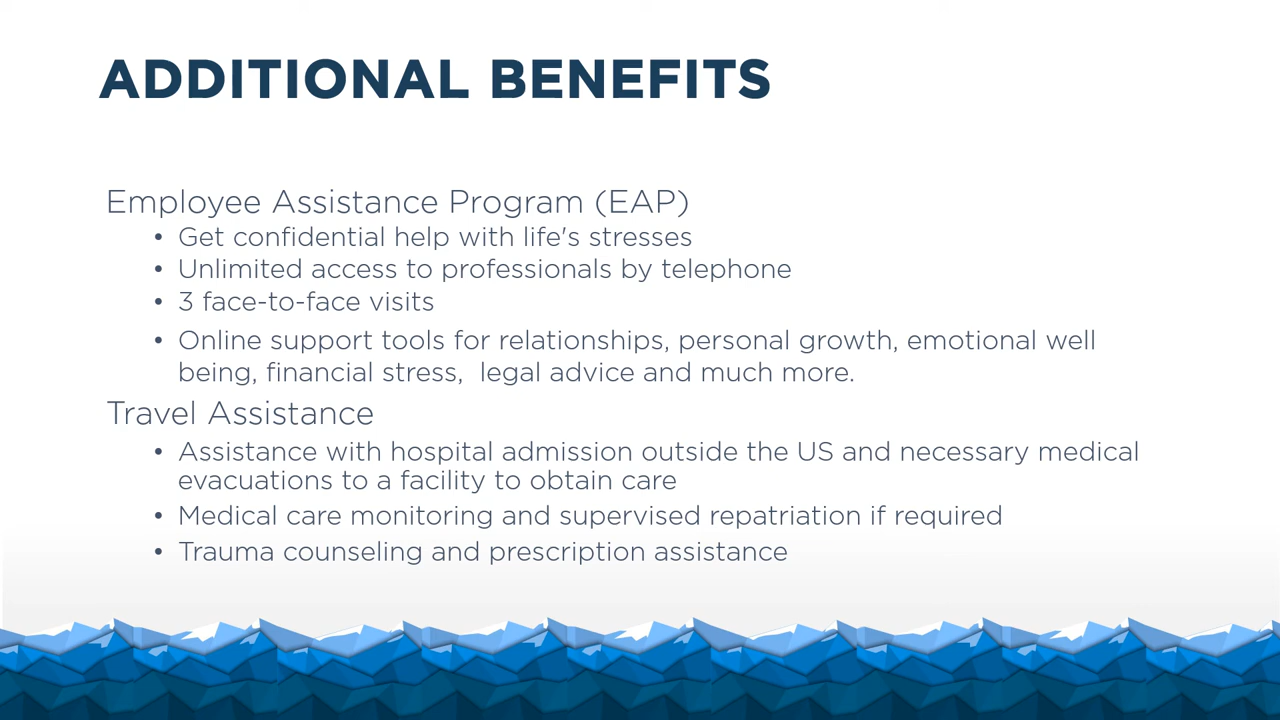 ADDITIONAL BENEFITS
Employee Assistance Program (EAP)
• Get confidential help with life's stresses
• Unlimited access to professionals by telephone
• 3 face-to-face visits
• Online support tools for relationships, personal growth, emotional well
being, financial stress,  legal advice and much more.
Travel Assistance
• Assistance with hospital admission outside the US and necessary medical
evacuations to a facility to obtain care
• Medical care monitoring and supervised repatriation if required
• Trauma counseling and prescription assistance